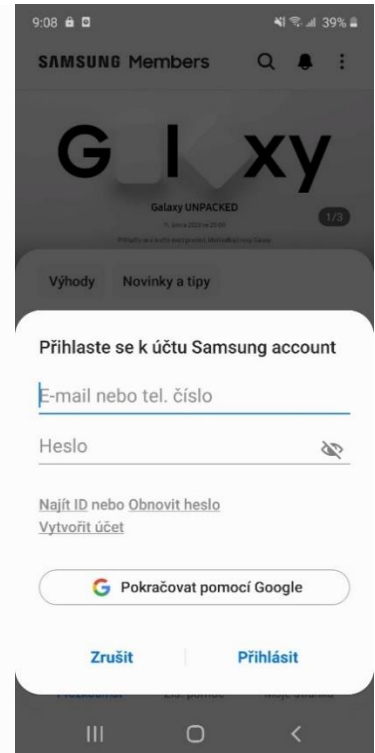 9:08 39%
SAMSUNG Members
Galaxy
Galaxy UNPACKED
1/3
Výhody Novinky a tipy
Přihlaste se k účtu Samsung account
E-mail nebo tel. číslo
Heslo
Najít ID nebo Obnovit heslo
Vytvořit účet
G Pokračovat pomocí Google
Zrušit Přihlásit